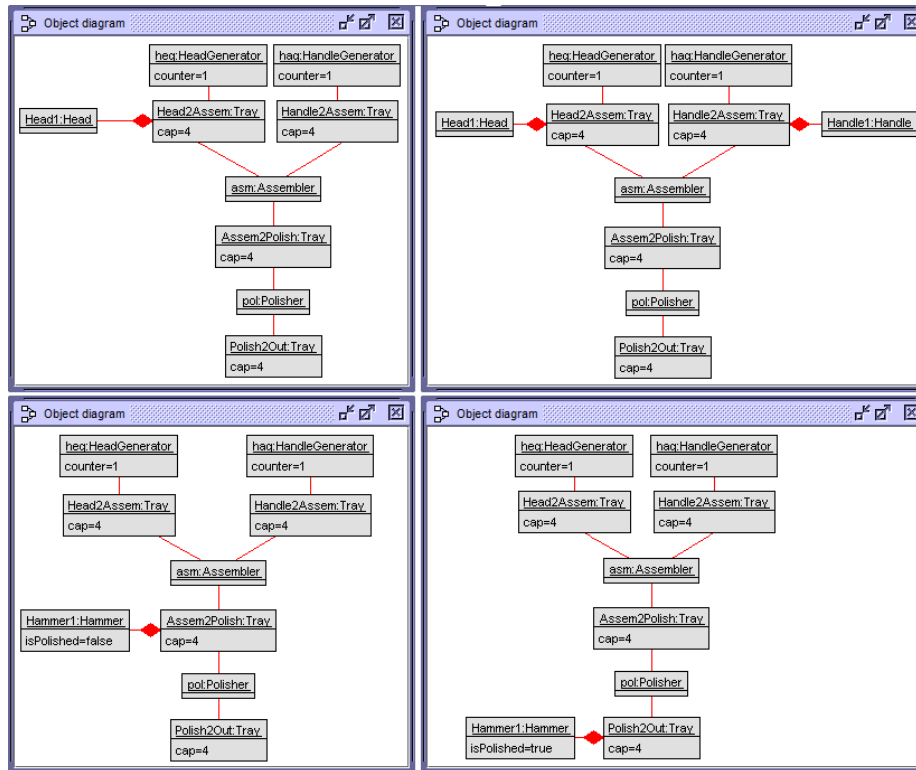 Object diagram
heg:HeadGenerator
counter=1
hag:HandleGenerator
counter=1
Head1:Head
Head2Assem:Tray
cap=4
Handle2Assem:Tray
cap=4
asm:Assembler
Assem2Polish:Tray
cap=4
pol:Polisher
Polish2Out:Tray
cap=4
Object diagram
heg:HeadGenerator
counter=1
hag:HandleGenerator
counter=1
Head1:Head
Head2Assem:Tray
cap=4
Handle2Assem:Tray
cap=4
Handle1:Handle
asm:Assembler
Assem2Polish:Tray
cap=4
pol:Polisher
Polish2Out:Tray
cap=4
Object diagram
heg:HeadGenerator
counter=1
hag:HandleGenerator
counter=1
Head2Assem:Tray
cap=4
Handle2Assem:Tray
cap=4
asm:Assembler
Hammer1:Hammer
isPolished=false
Assem2Polish:Tray
cap=4
pol:Polisher
Polish2Out:Tray
cap=4
Object diagram
heg:HeadGenerator
counter=1
hag:HandleGenerator
counter=1
Head2Assem:Tray
cap=4
Handle2Assem:Tray
cap=4
asm:Assembler
Assem2Polish:Tray
cap=4
pol:Polisher
Hammer1:Hammer
isPolished=true
Polish2Out:Tray
cap=4